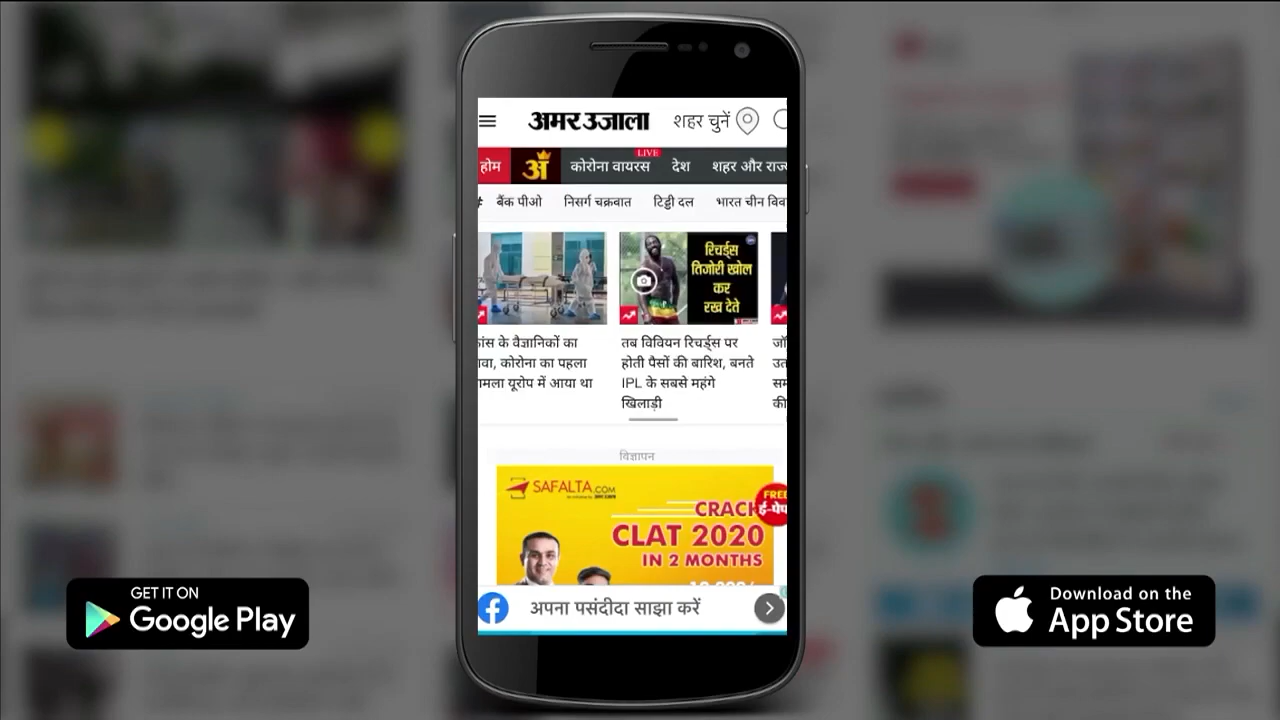 अमर उजाला
शहर चुनें
होम
अ
कोरोना वायरस
LIVE
देश
शहर और राज्
# बैंक पीओ
निसर्ग चक्रवात
टिड्डी दल
भारत चीन विवा
रिचर्ड्स
तिजोरी खोल
कर
रख देते
ांस के वैज्ञानिकों का
ावा, कोरोना का पहला
ामला यूरोप में आया था
तब विवियन रिचर्ड्स पर
होती पैसों की बारिश, बनते
IPL के सबसे महंगे
खिलाड़ी
विज्ञापन
SAFALTA.COM
CRACK
CLAT 2020
IN 2 MONTHS
FREE
ई-पेप
अपना पसंदीदा साझा करें
GET IT ON
Google Play
Download on the
App Store